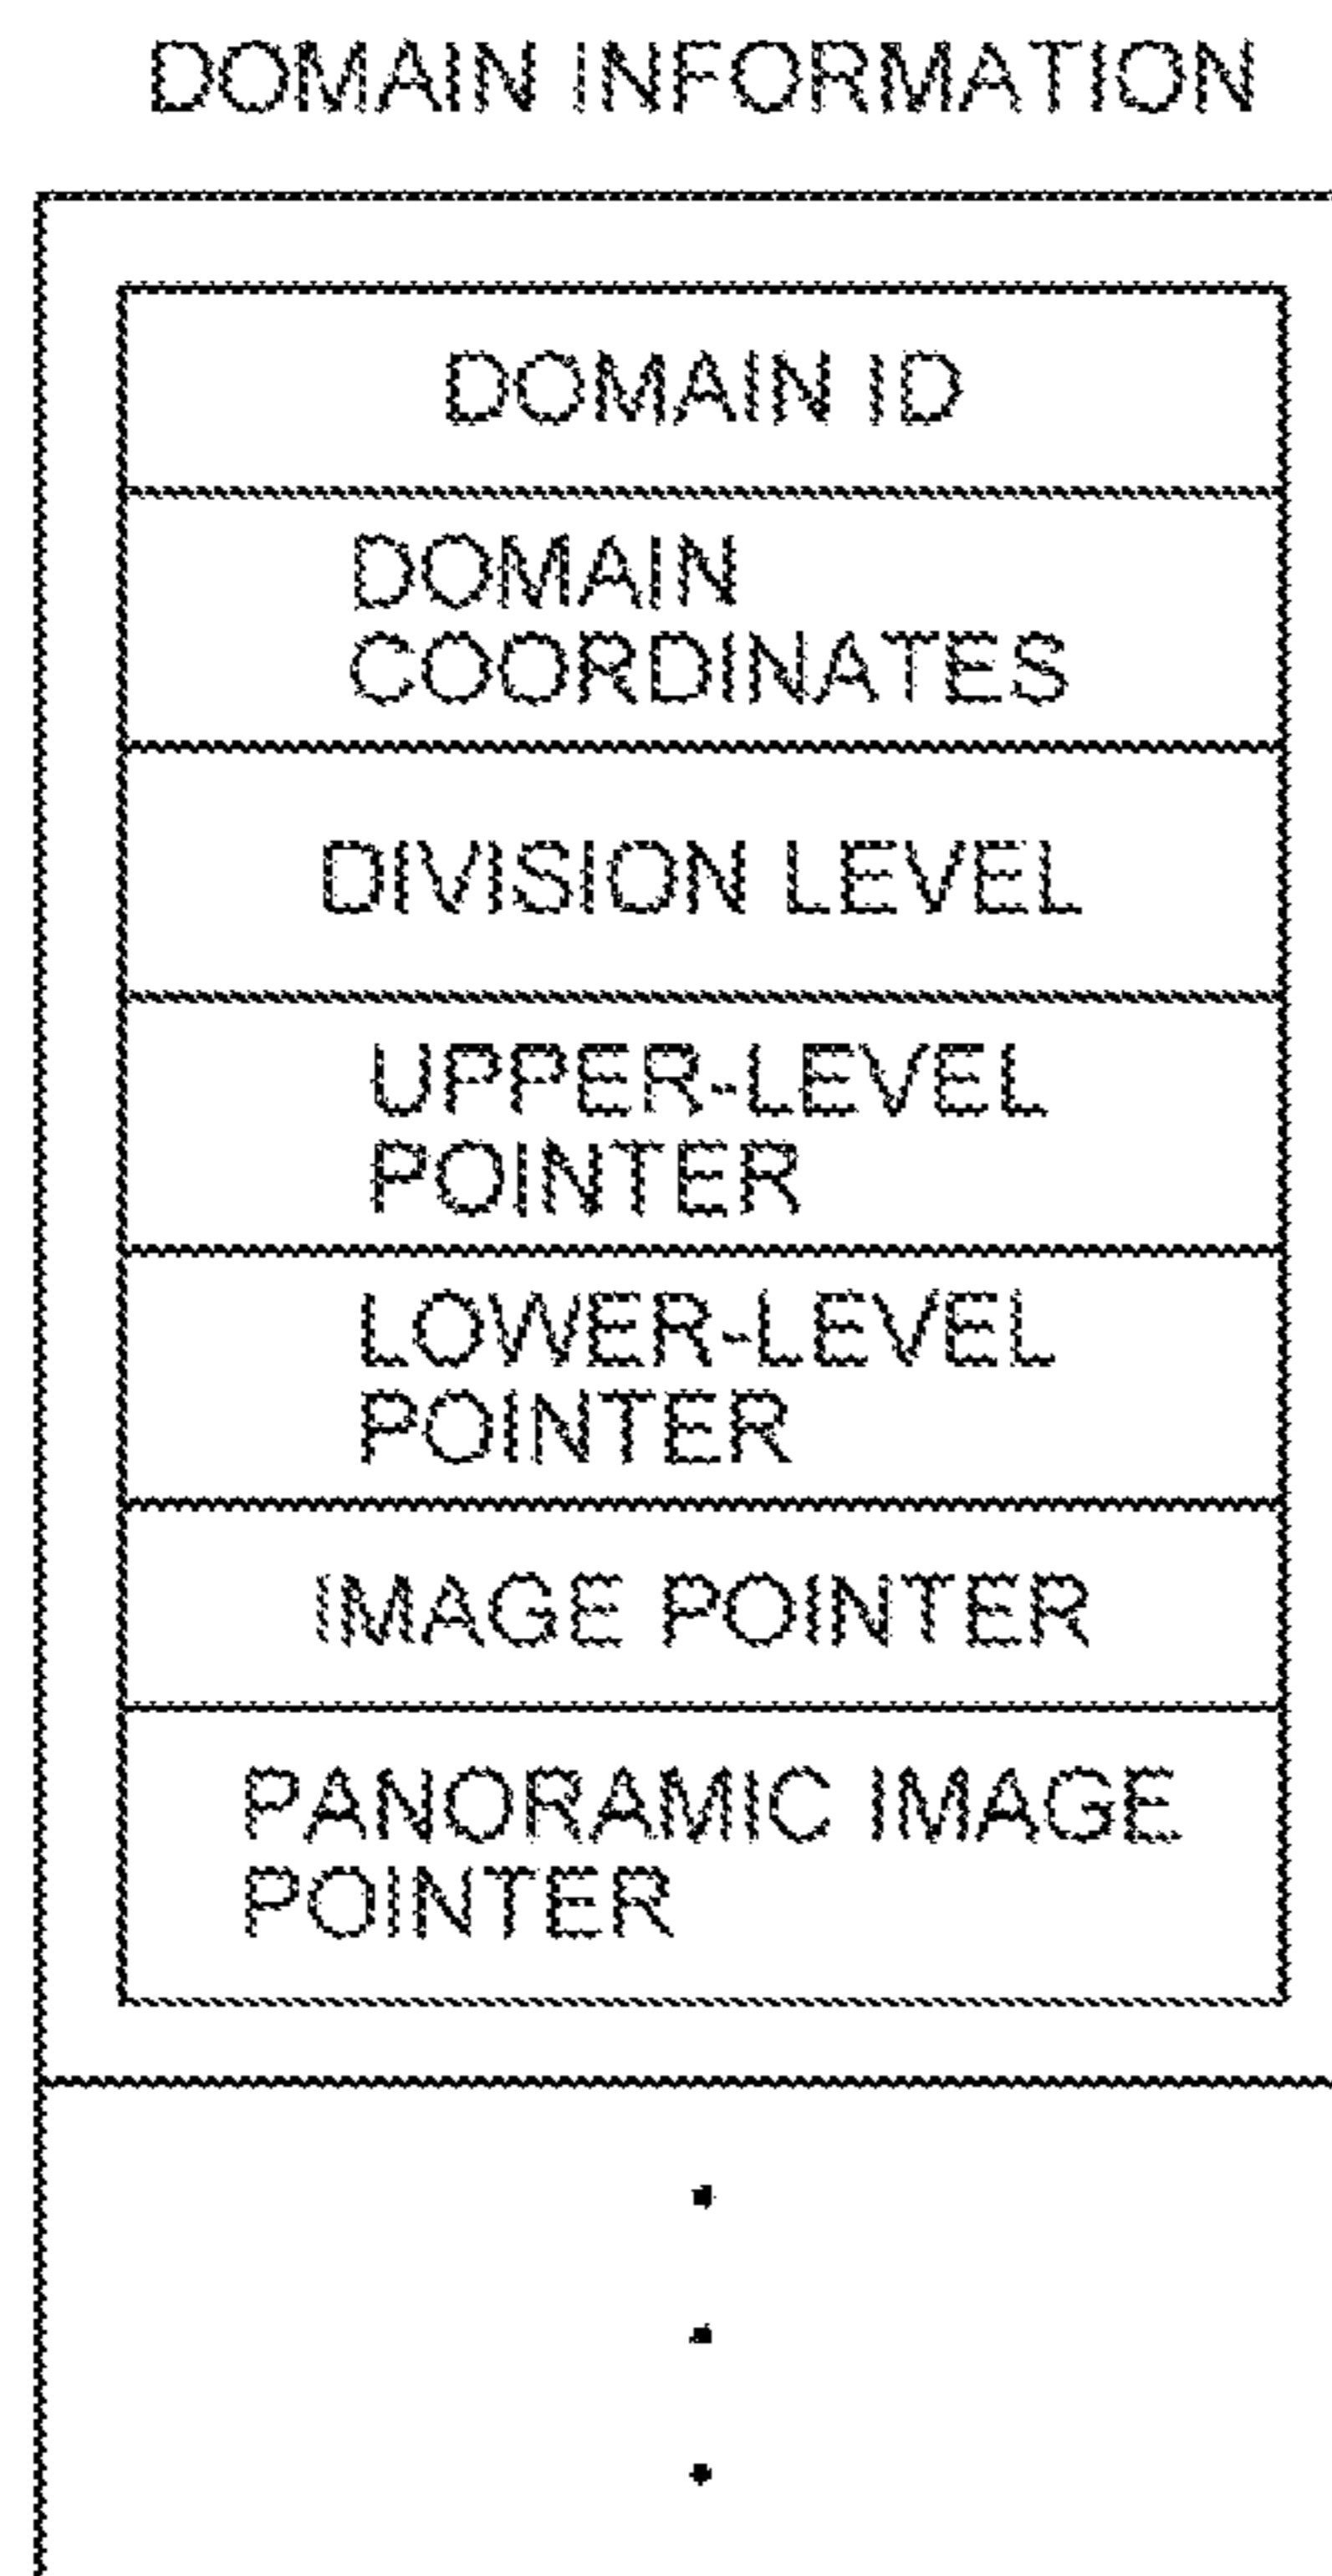 DOMAIN INFORMATION
DOMAIN ID
DOMAIN
COORDINATES
DIVISION LEVEL
UPPER-LEVEL
POINTER
LOWER-LEVEL
POINTER
IMAGE POINTER
PANORAMIC IMAGE
POINTER